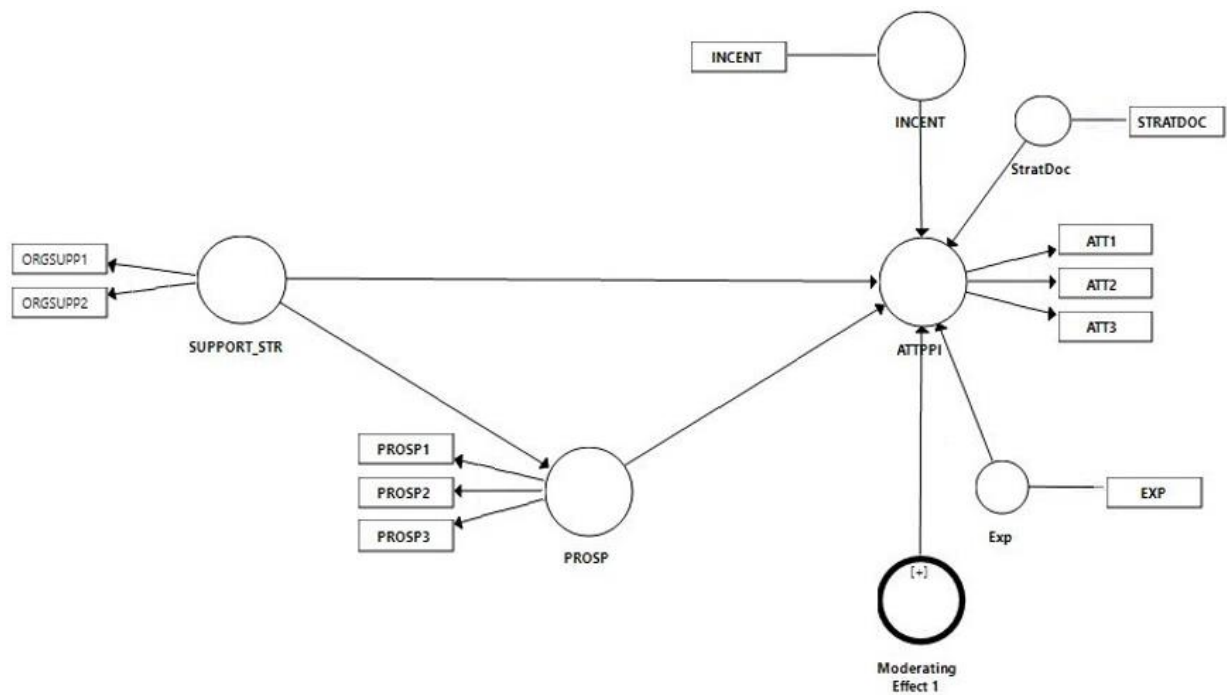 INCENT
INCENT
STRATDOC
StratDoc
ORGSUPP1
ORGSUPP2
SUPPORT_STR
ATT1
ATT2
ATT3
ATTPPI
PROSP1
PROSP2
PROSP3
PROSP
EXP
Exp
[+]
Moderating
Effect 1